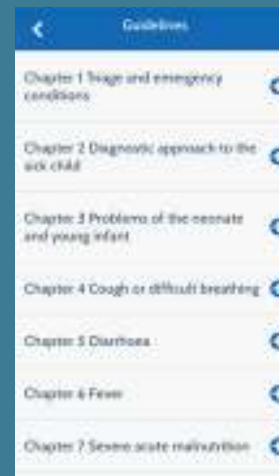 Guidelines
Chapter 1 Triage and emergency
conditions
Chapter 2 Diagnostic approach to the
sick child
Chapter 3 Problems of the neonate
and young infant
Chapter 4 Cough or difficult breathing
Chapter 5 Diarrhoea
Chapter 6 Fever
Chapter 7 Severe acute malnutrition